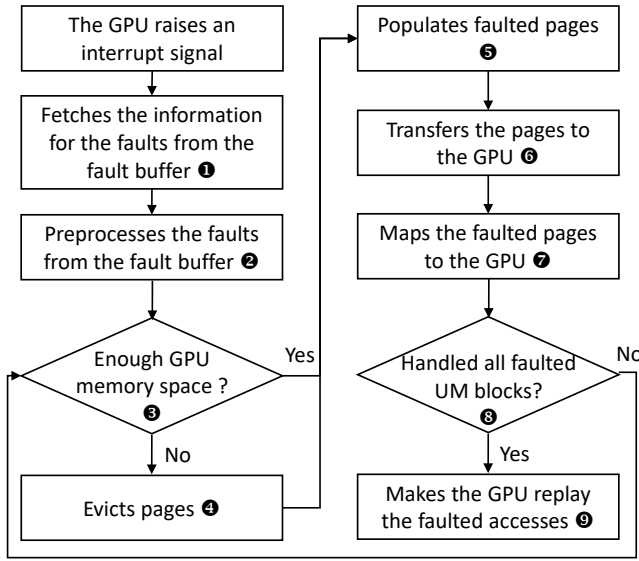 The GPU raises an
interrupt signal
Fetches the information
for the faults from the
fault buffer ❶
Preprocesses the faults
from the fault buffer ❷
Enough GPU
memory space ?
❸
Yes
No
Evicts pages ❹
Populates faulted pages
❺
Transfers the pages to
the GPU ❻
Maps the faulted pages
to the GPU ❼
Handled all faulted
UM blocks?
❽
No
Yes
Makes the GPU replay
the faulted accesses ❾